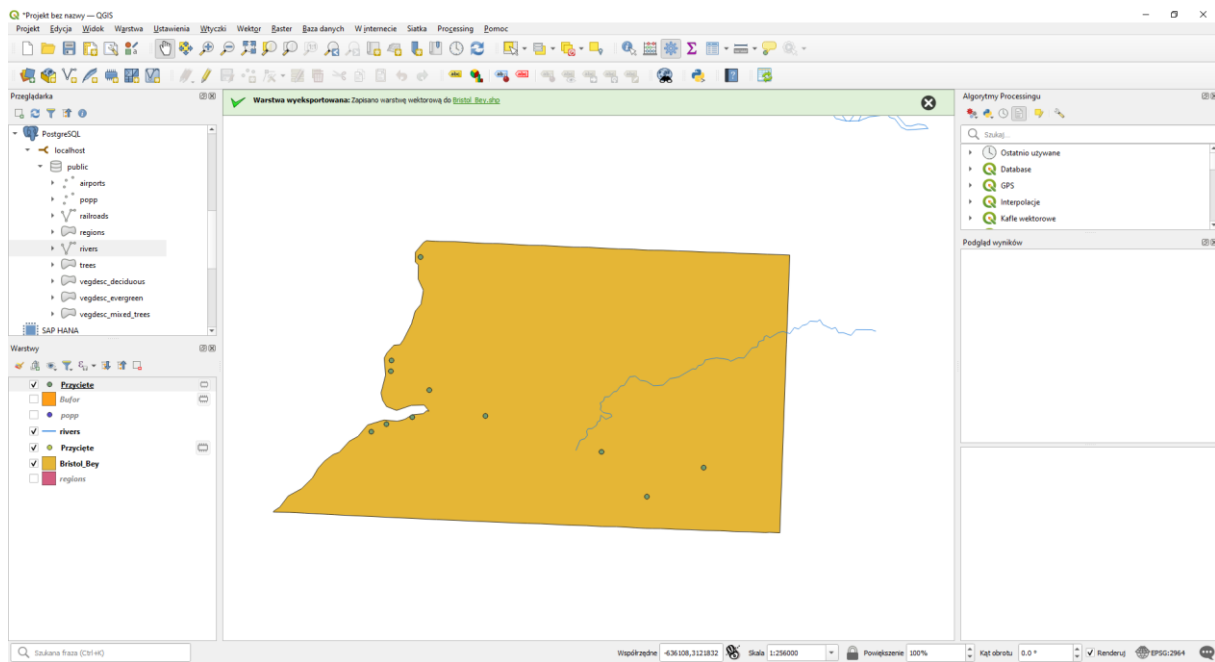 *Projekt bez nazwy — QGIS
Projekt Edycja Widok Warstwa Ustawienia Wtyczki Wektor Raster Baza danych W internecie Siatka Processing Pomoc
Przeglądarka
PostgreSQL
localhost
public
airports
popp
railroads
regions
rivers
trees
vegdesc_deciduous
vegdesc_evergreen
vegdesc_mixed_trees
SAP HANA
Warstwy
Przycięte
Bufor
popp
rivers
Przycięte
Bristol_Bey
regions
Warstwa wyeksportowana: Zapisano warstwę wektorową do Bristol_Bey.shp
Algorytmy Processingu
Szukaj...
Ostatnio używane
Database
GPS
Interpolacje
Kafle wektorowe
Podgląd wyników
Szukana fraza (Ctrl+K)
Współrzędne -636108,3121832 Skala 1:256000 Powiększenie 100% Kąt obrotu 0.0 ° Renderuj EPSG:2964